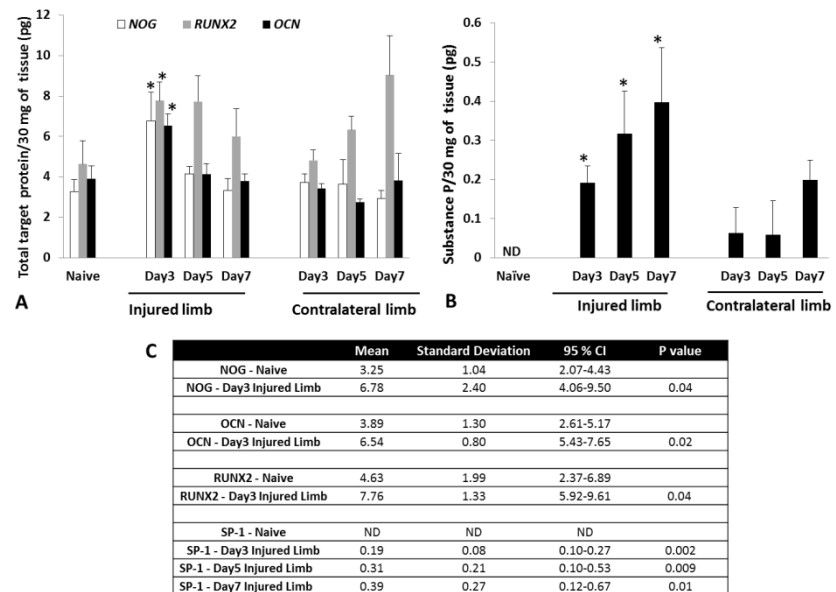 NOG RUNX2 OCN
Total target protein/30 mg of tissue (pg)
12
10
8
6
4
2
0
* * *
Naive Day3 Day5 Day7 Day3 Day5 Day7
Injured limb Contralateral limb
A
B
Substance P/30 mg of tissue (pg)
0.6
0.5
0.4
0.3
0.2
0.1
0
ND
* * *
Naïve Day3 Day5 Day7 Day3 Day5 Day7
Injured limb Contralateral limb
C
Mean Standard Deviation 95 % CI P value
NOG - Naive 3.25 1.04 2.07-4.43
NOG - Day3 Injured Limb 6.78 2.40 4.06-9.50 0.04
OCN - Naive 3.89 1.30 2.61-5.17
OCN - Day3 Injured Limb 6.54 0.80 5.43-7.65 0.02
RUNX2 - Naive 4.63 1.99 2.37-6.89
RUNX2 - Day3 Injured Limb 7.76 1.33 5.92-9.61 0.04
SP-1 - Naive ND ND ND
SP-1 - Day3 Injured Limb 0.19 0.08 0.10-0.27 0.002
SP-1 - Day5 Injured Limb 0.31 0.21 0.10-0.53 0.009
SP-1 - Day7 Injured Limb 0.39 0.27 0.12-0.67 0.01